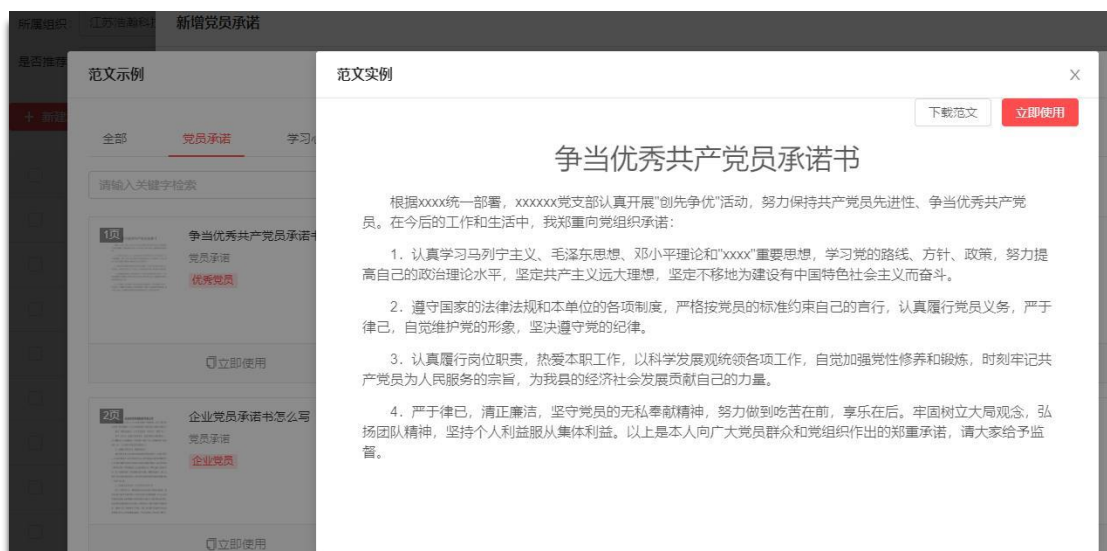 所属组织：
江苏浩瀚科技
新增党员承诺
是否推荐
+ 新建
范文示例
全部
党员承诺
学习
请输入关键字检索
1页
争当优秀共产党员承诺书
党员承诺
优秀党员
立即使用
2页
企业党员承诺书怎么写
党员承诺
企业党员
立即使用
范文实例
下载范文
立即使用
争当优秀共产党员承诺书
根据xxxx统一部署，xxxxxx党支部认真开展"创先争优"活动，努力保持共产党员先进性、争当优秀共产党
员。在今后的工作和生活中，我郑重向党组织承诺：
1．认真学习马列宁主义、毛泽东思想、邓小平理论和"xxxx"重要思想，学习党的路线、方针、政策，努力提
高自己的政治理论水平，坚定共产主义远大理想，坚定不移地为建设有中国特色社会主义而奋斗。
2．遵守国家的法律法规和本单位的各项制度，严格按党员的标准约束自己的言行，认真履行党员义务，严于
律己，自觉维护党的形象，坚决遵守党的纪律。
3．认真履行岗位职责，热爱本职工作，以科学发展观统领各项工作，自觉加强党性修养和锻炼，时刻牢记共
产党员为人民服务的宗旨，为我县的经济社会发展贡献自己的力量。
4．严于律已，清正廉洁，坚守党员的无私奉献精神，努力做到吃苦在前，享乐在后。牢固树立大局观念，弘
扬团队精神，坚持个人利益服从集体利益。以上是本人向广大党员群众和党组织作出的郑重承诺，请大家给予监
督。